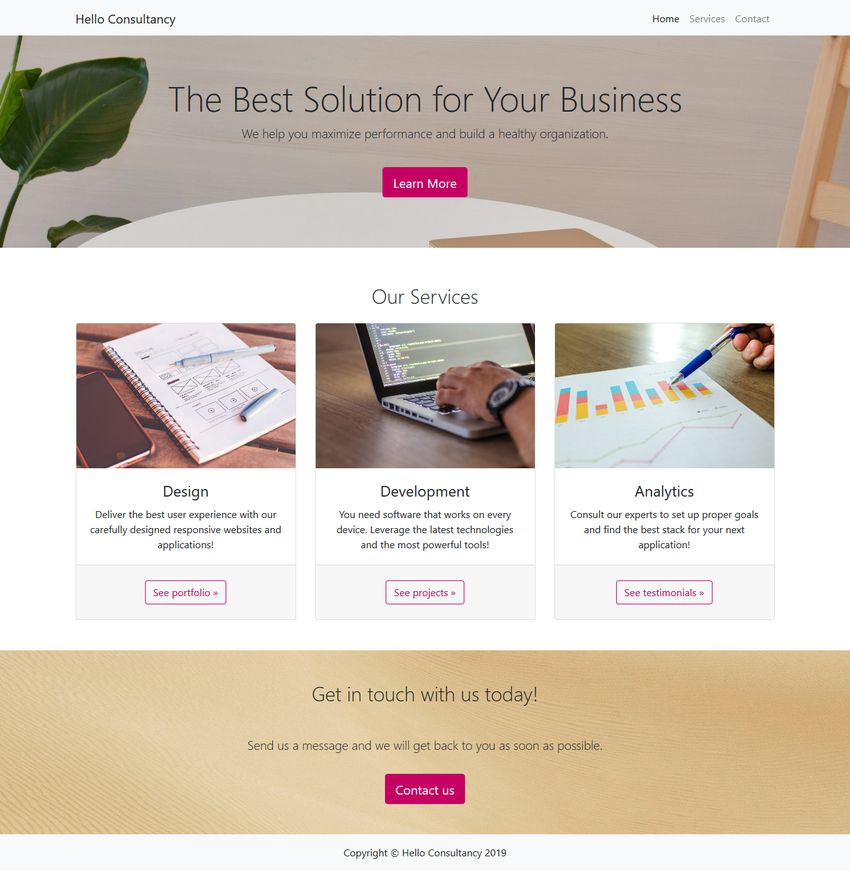 Hello Consultancy
Home Services Contact
The Best Solution for Your Business
We help you maximize performance and build a healthy organization.
Learn More
Our Services
Design
Deliver the best user experience with our
carefully designed responsive websites and
applications!
See portfolio »
Development
You need software that works on every
device. Leverage the latest technologies
and the most powerful tools!
See projects »
Analytics
Consult our experts to set up proper goals
and find the best stack for your next
application!
See testimonials »
Get in touch with us today!
Send us a message and we will get back to you as soon as possible.
Contact us
Copyright © Hello Consultancy 2019